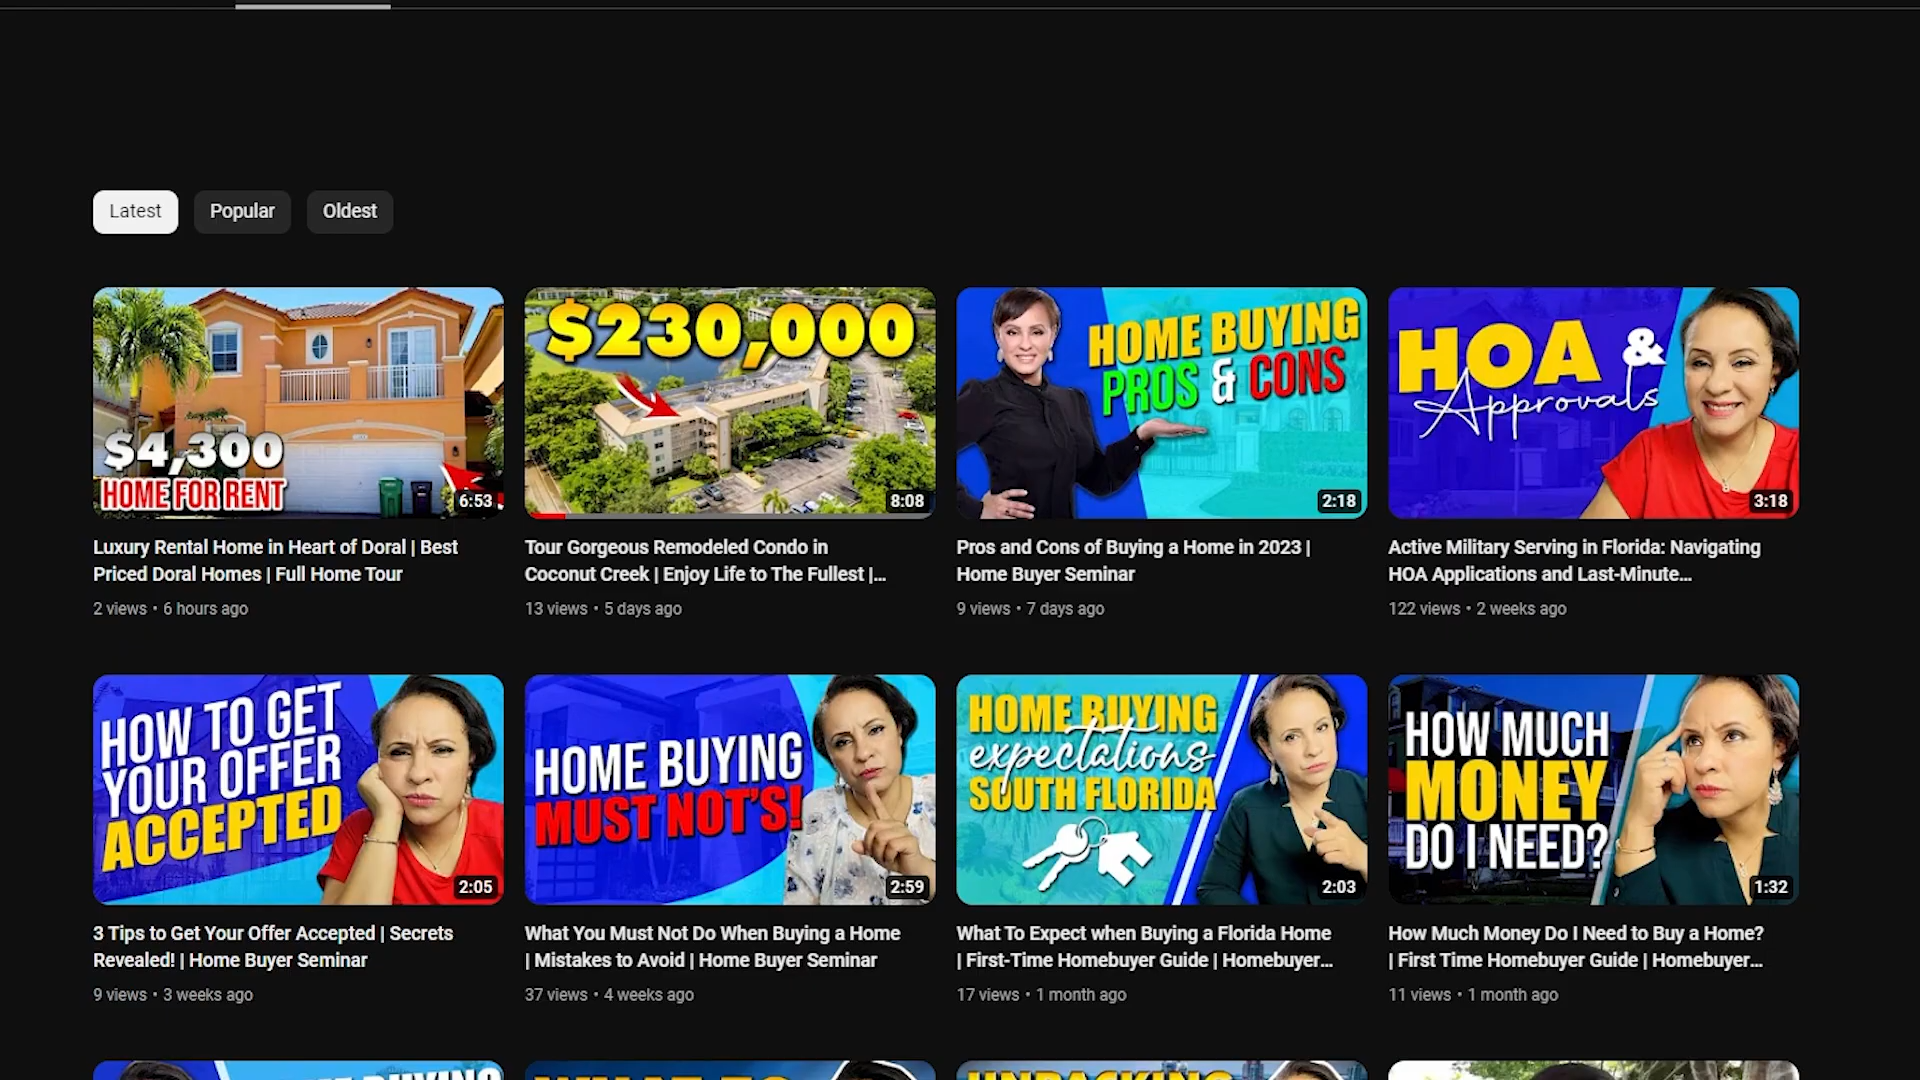 Latest
Popular
Oldest
$4,300
HOME FOR RENT
6:53
$230,000
8:08
HOME BUYING
PROS & CONS
2:18
HOA &
Approvals
3:18
Luxury Rental Home in Heart of Doral | Best
Priced Doral Homes | Full Home Tour
2 views • 6 hours ago
Tour Gorgeous Remodeled Condo in
Coconut Creek | Enjoy Life to The Fullest |...
13 views • 5 days ago
Pros and Cons of Buying a Home in 2023 |
Home Buyer Seminar
9 views • 7 days ago
Active Military Serving in Florida: Navigating
HOA Applications and Last-Minute...
122 views • 2 weeks ago
HOW TO GET
YOUR OFFER
ACCEPTED
2:05
HOME BUYING
MUST NOT'S!
2:59
HOME BUYING
expectations
SOUTH FLORIDA
2:03
HOW MUCH
MONEY
DO I NEED?
1:32
3 Tips to Get Your Offer Accepted | Secrets
Revealed! | Home Buyer Seminar
9 views • 3 weeks ago
What You Must Not Do When Buying a Home
| Mistakes to Avoid | Home Buyer Seminar
37 views • 4 weeks ago
What To Expect when Buying a Florida Home
| First-Time Homebuyer Guide | Homebuyer...
17 views • 1 month ago
How Much Money Do I Need to Buy a Home?
| First Time Homebuyer Guide | Homebuyer...
11 views • 1 month ago
BUYING
WHAT TO
UNPACKING